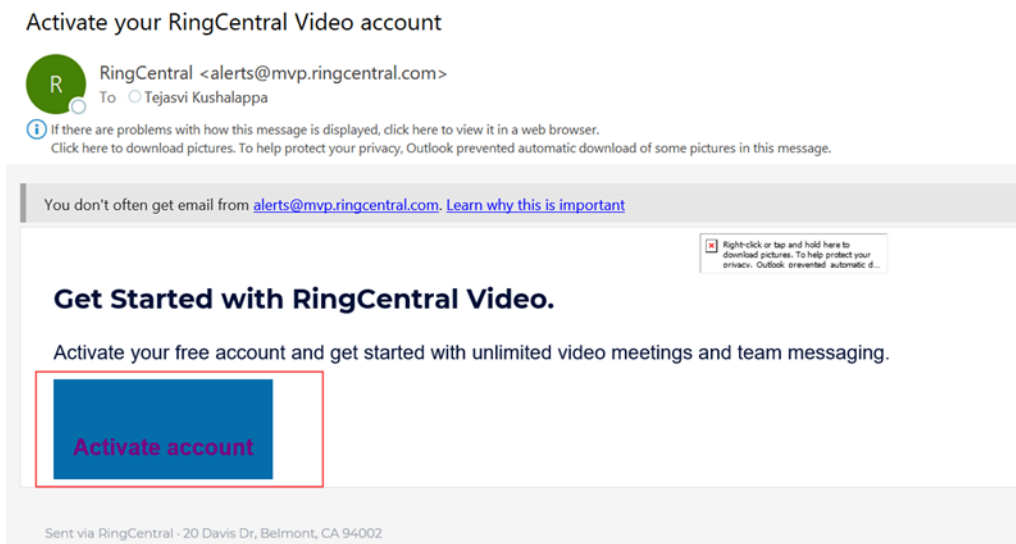 Activate your RingCentral Video account
R
RingCentral <alerts@mvp.ringcentral.com>
To Tejasvi Kushalappa
If there are problems with how this message is displayed, click here to view it in a web browser.
Click here to download pictures. To help protect your privacy, Outlook prevented automatic download of some pictures in this message.
You don't often get email from alerts@mvp.ringcentral.com. Learn why this is important
Right-click or tap and hold here to
download pictures. To help protect your
privacy, Outlook prevented automatic d...
Get Started with RingCentral Video.
Activate your free account and get started with unlimited video meetings and team messaging.
Activate account
Sent via RingCentral · 20 Davis Dr, Belmont, CA 94002